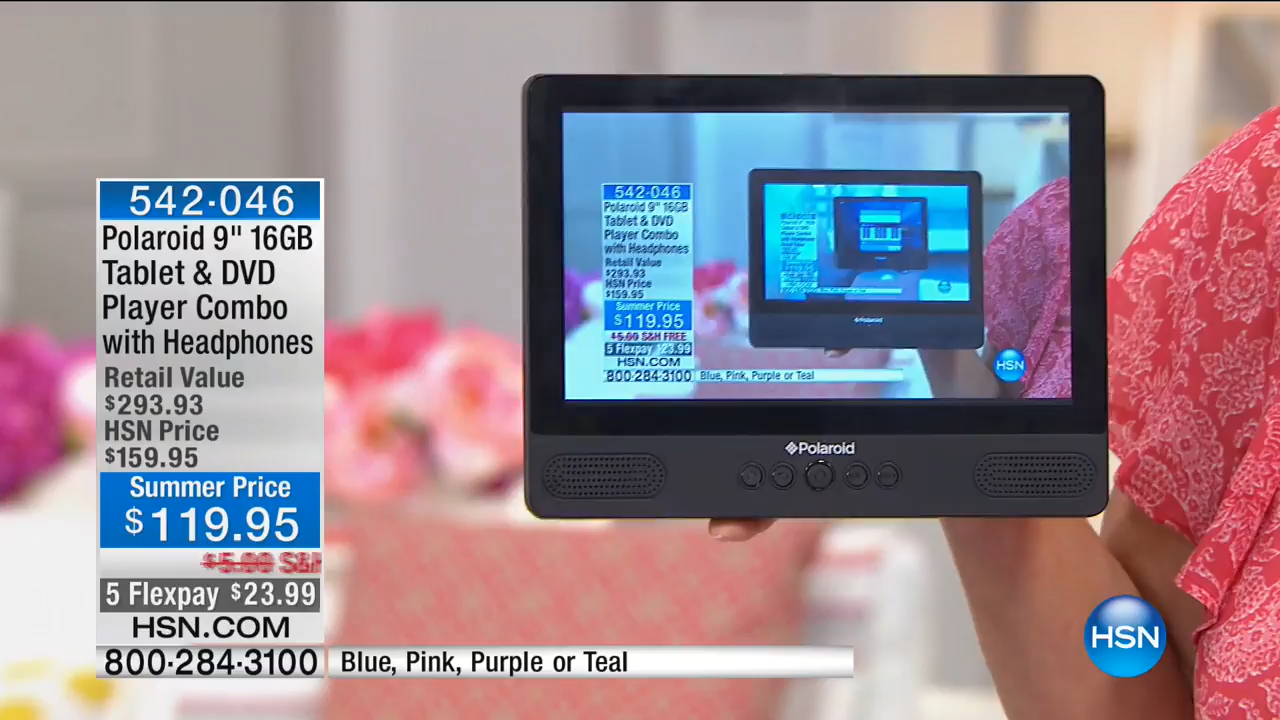 542·046
Polaroid 9" 16GB
Tablet & DVD
Player Combo
with Headphones
Retail Value
$293.93
HSN Price
$159.95
Summer Price
$119.95
$5.00 S&H
5 Flexpay $23.99
HSN.COM
800·284·3100
Blue, Pink, Purple or Teal
542-046
Polaroid 9" 16GB
Tablet & DVD
Player Combo
with Headphones
Retail Value
$293.93
HSN Price
$159.95
Summer Price
$119.95
$5.00 S&H FREE
5 Flexpay $23.99
HSN.COM
800·284·3100
Blue, Pink, Purple or Teal
HSN
Polaroid
Polaroid
HSN